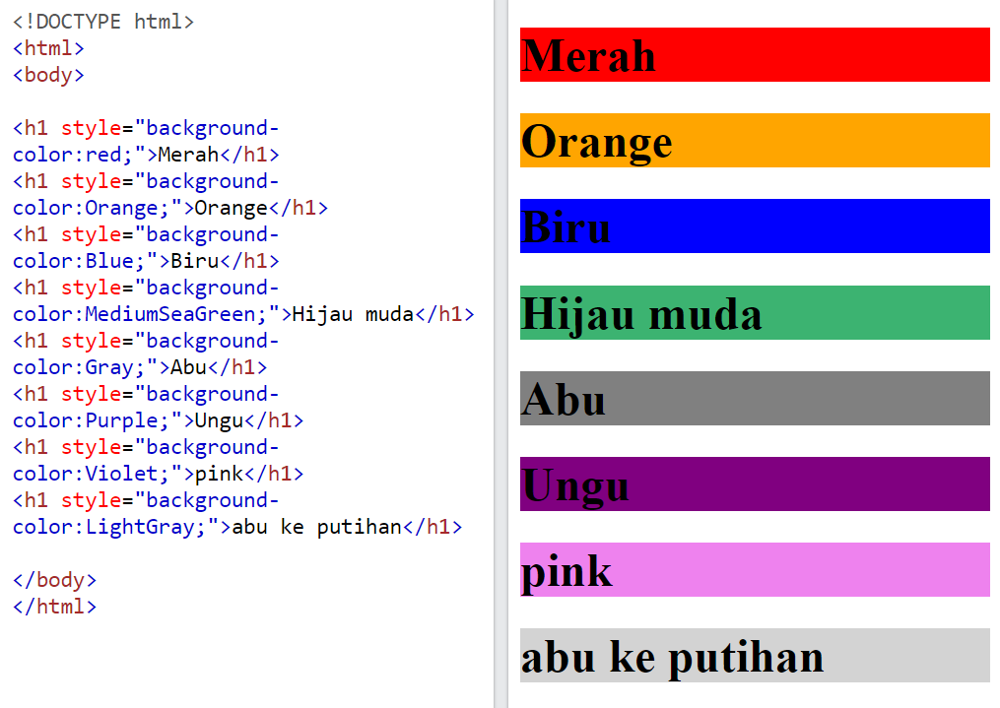 <!DOCTYPE html>
<html>
<body>
<h1 style="background-
color:red;">Merah</h1>
<h1 style="background-
color:Orange;">Orange</h1>
<h1 style="background-
color:Blue;">Biru</h1>
<h1 style="background-
color:MediumSeaGreen;">Hijau muda</h1>
<h1 style="background-
color:Gray;">Abu</h1>
<h1 style="background-
color:Purple;">Ungu</h1>
<h1 style="background-
color:Violet;">pink</h1>
<h1 style="background-
color:LightGray;">abu ke putihan</h1>
</body>
</html>
Merah
Orange
Biru
Hijau muda
Abu
Ungu
pink
abu ke putihan